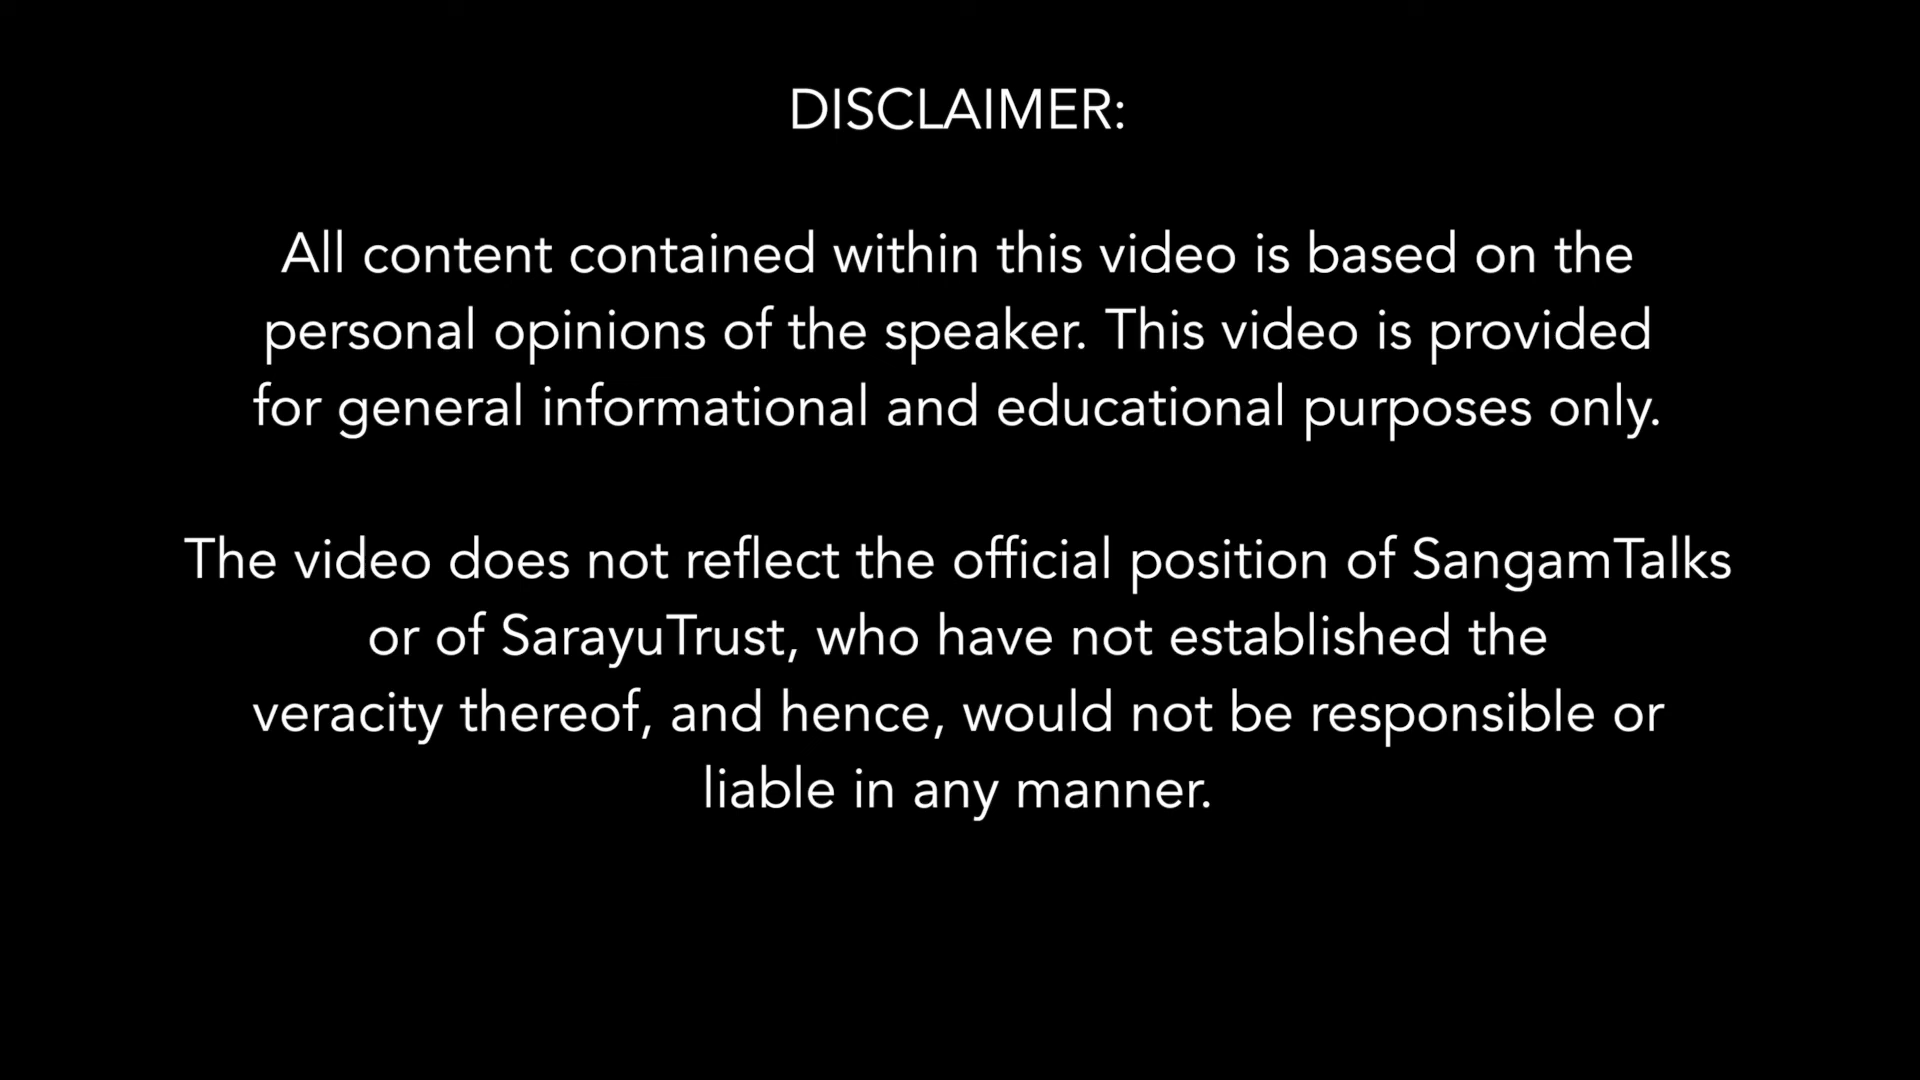 DISCLAIMER:
All content contained within this video is based on the
personal opinions of the speaker. This video is provided
for general informational and educational purposes only.
The video does not reflect the official position of SangamTalks
or of SarayuTrust, who have not established the
veracity thereof, and hence, would not be responsible or
liable in any manner.